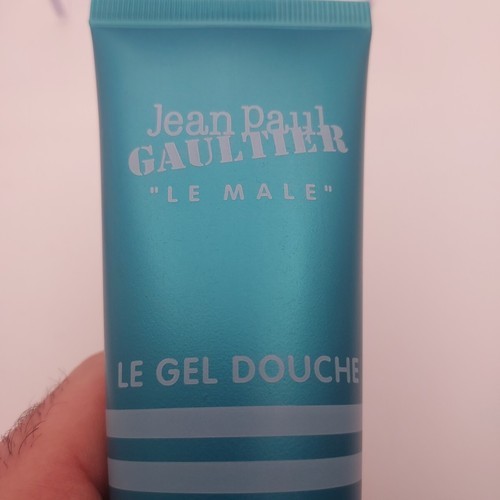 Jean Paul
GAULTIER
"LE MALE"
LE GEL DOUCHE